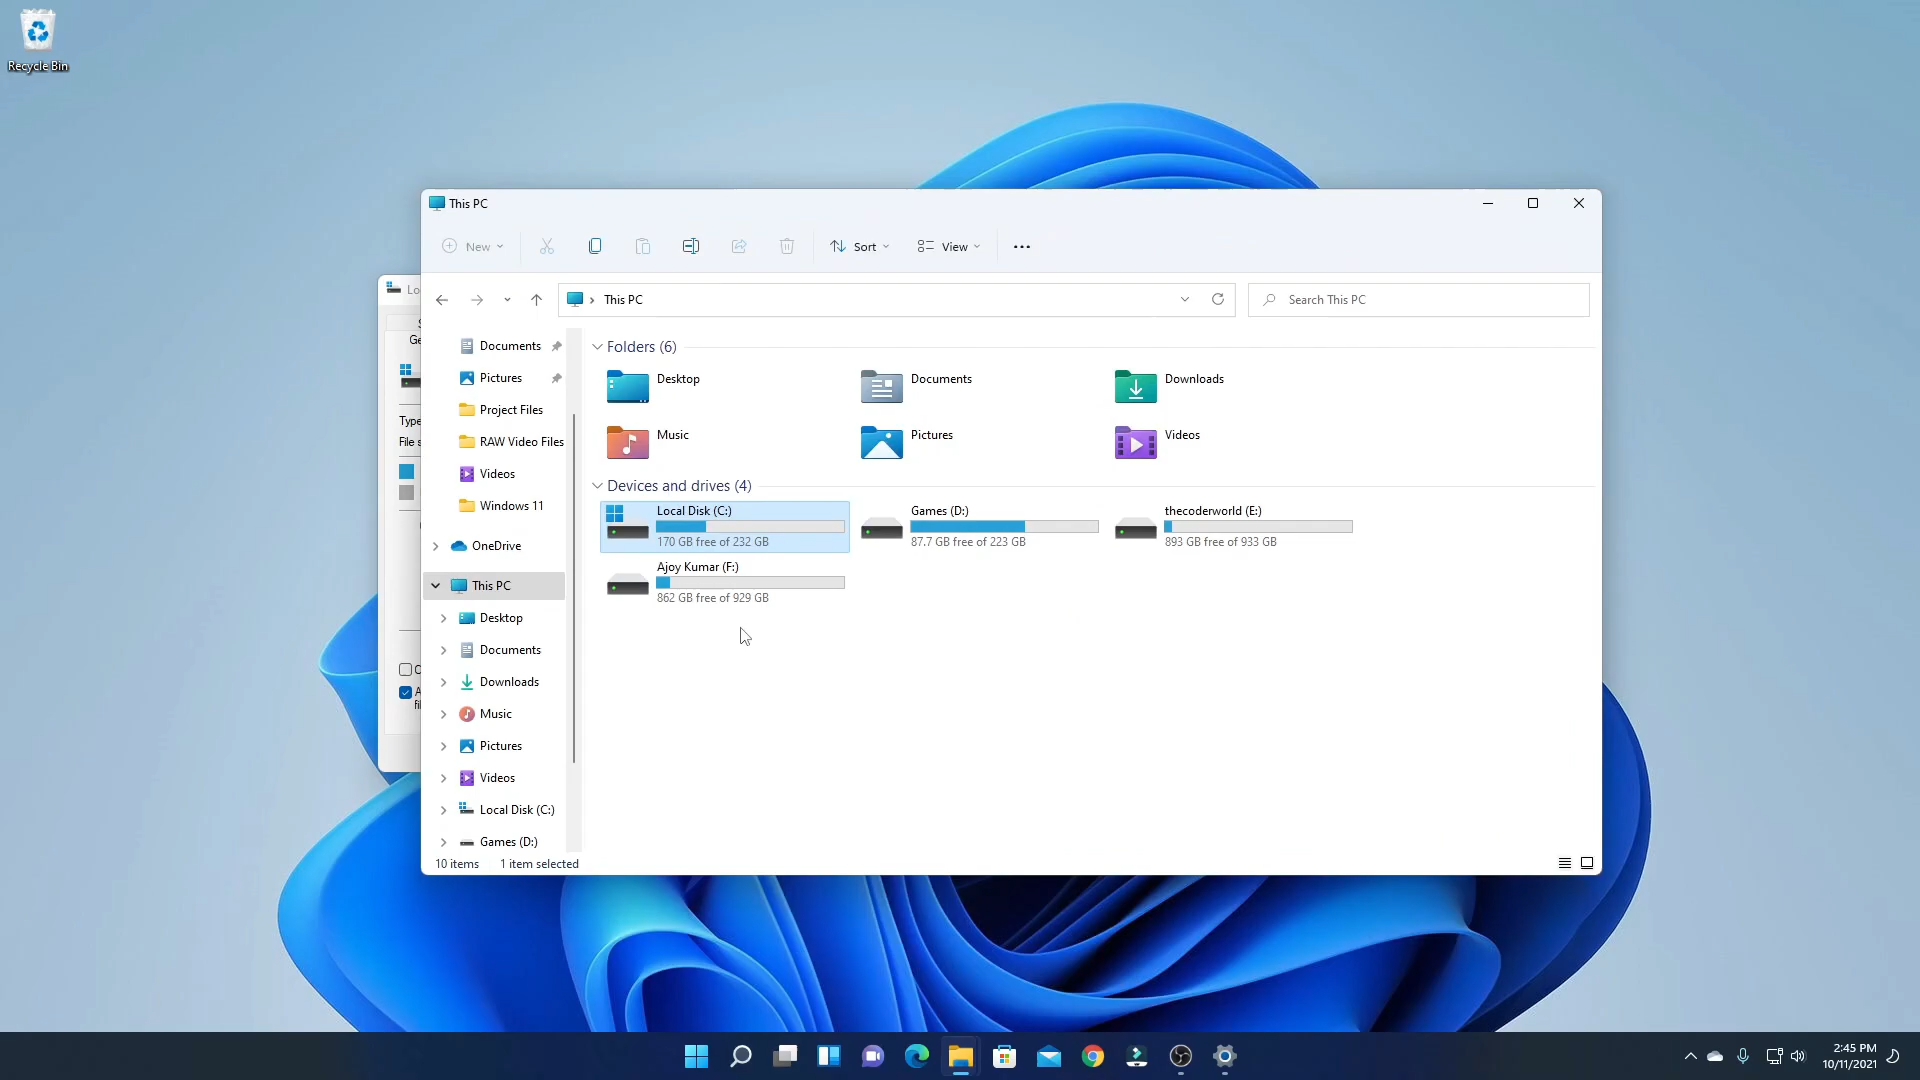 Recycle Bin
This PC
New
Sort
View
This PC
Search This PC
Documents
Pictures
Project Files
RAW Video Files
Videos
Windows 11
OneDrive
This PC
Desktop
Documents
Downloads
Music
Pictures
Videos
Local Disk (C:)
Games (D:)
Folders (6)
Desktop
Documents
Downloads
Music
Pictures
Videos
Devices and drives (4)
Local Disk (C:)
170 GB free of 232 GB
Games (D:)
87.7 GB free of 223 GB
thecoderworld (E:)
893 GB free of 933 GB
Ajoy Kumar (F:)
862 GB free of 929 GB
10 items 1 item selected
Lo
Ge
Type
File s
2:45 PM
10/11/2021